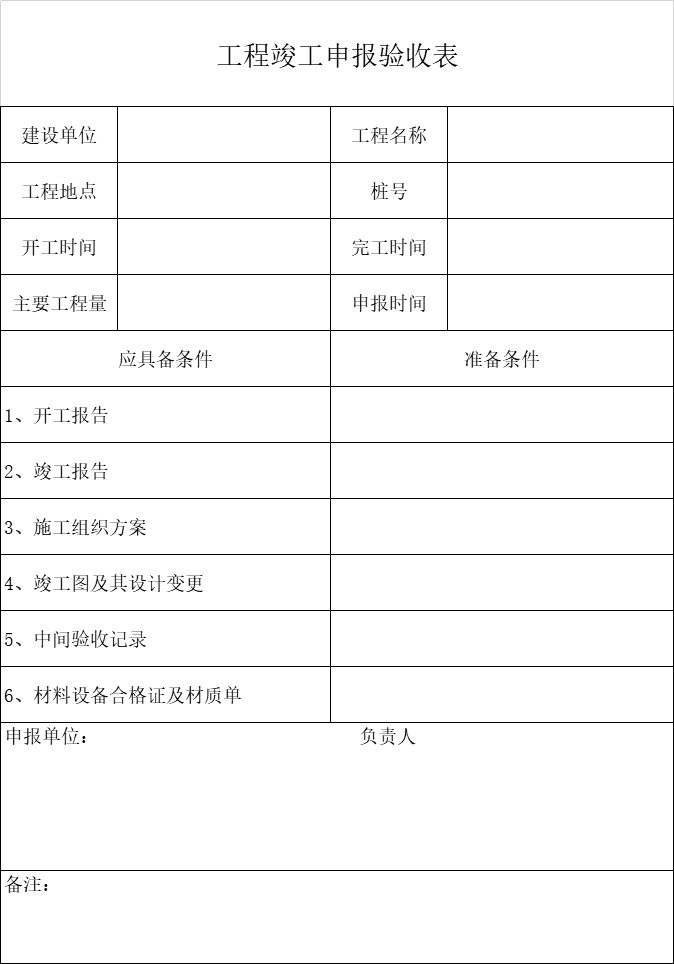 工程竣工申报验收表
建设单位 工程名称
工程地点 桩号
开工时间 完工时间
主要工程量 申报时间
应具备条件 准备条件
1、开工报告
2、竣工报告
3、施工组织方案
4、竣工图及其设计变更
5、中间验收记录
6、材料设备合格证及材质单
申报单位： 负责人
备注：